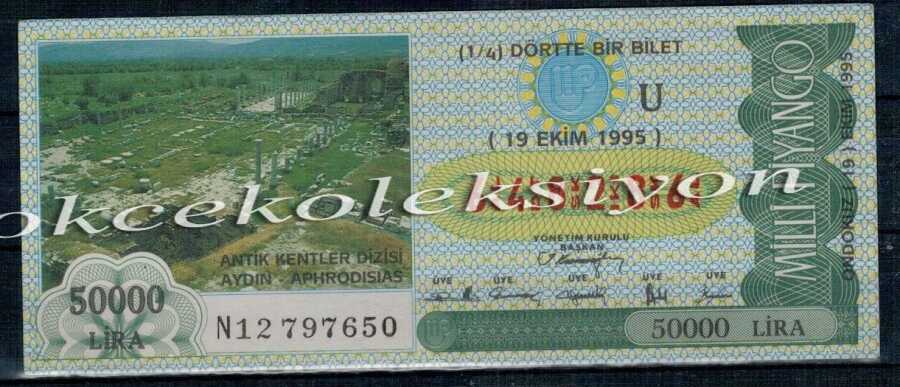 (1/4) DÖRTTE BİR BİLET
U
( 19 EKİM 1995 )
okcekoleksiyon
YÖNETİM KURULU
BAŞKAN
ÜYE ÜYE ÜYE ÜYE ÜYE
ANTİK KENTLER DİZİSİ
AYDIN - APHRODISIAS
50000
LİRA
N12797650
50000 LİRA
MİLLİ PİYANGO
ONDOKUZ ( 19 ) EKİM 1995